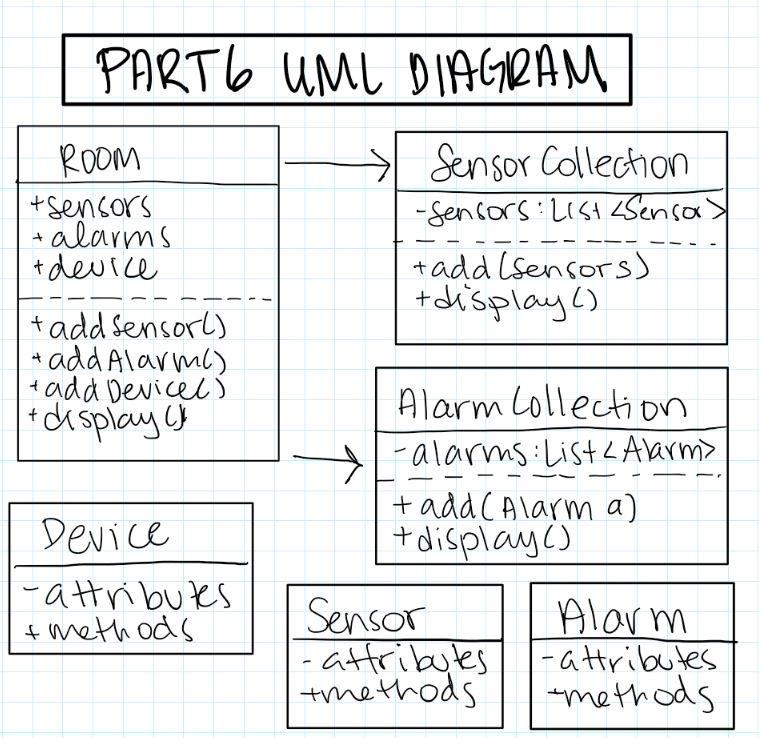 PART6 UML DIAGRAM
ROOM
+sensors
+alarms
+device
+addSensor()
+addAlarm()
+addDevice()
+display()
Sensor Collection
-sensors:List<Sensor>
+add(Sensors)
+display()
Alarm Collection
-alarms:List<Alarm>
+add(Alarm a)
+display()
Device
-attributes
+methods
Sensor
-attributes
+methods
Alarm
-attributes
+methods